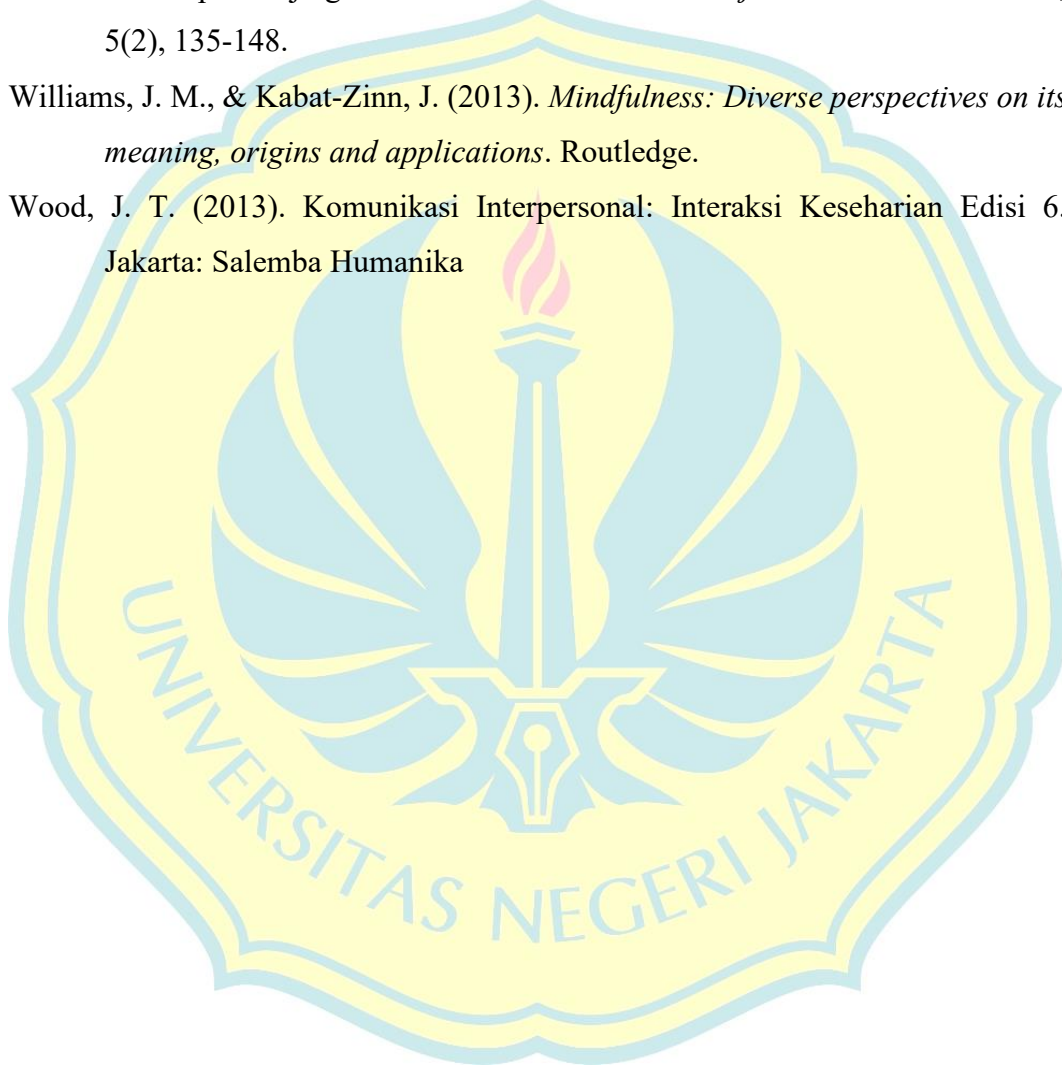 5(2), 135-148.
Williams, J. M., & Kabat-Zinn, J. (2013). Mindfulness: Diverse perspectives on its
meaning, origins and applications. Routledge.
Wood, J. T. (2013). Komunikasi Interpersonal: Interaksi Keseharian Edisi 6.
Jakarta: Salemba Humanika
UNIVERSITAS NEGERI JAKARTA